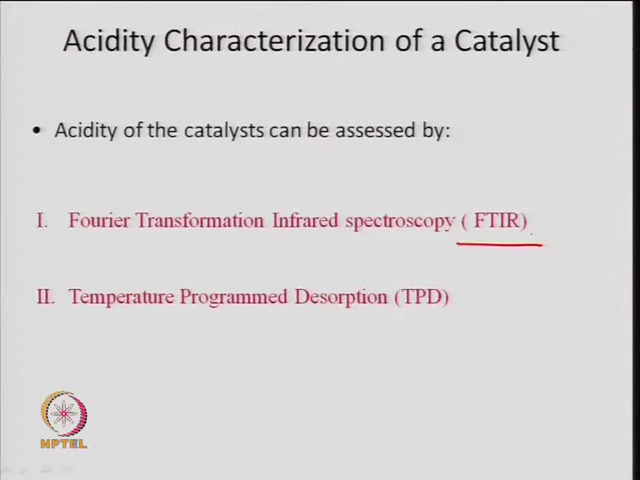 Acidity Characterization of a Catalyst
• Acidity of the catalysts can be assessed by:
I. Fourier Transformation Infrared spectroscopy ( FTIR)
II. Temperature Programmed Desorption (TPD)
NPTEL